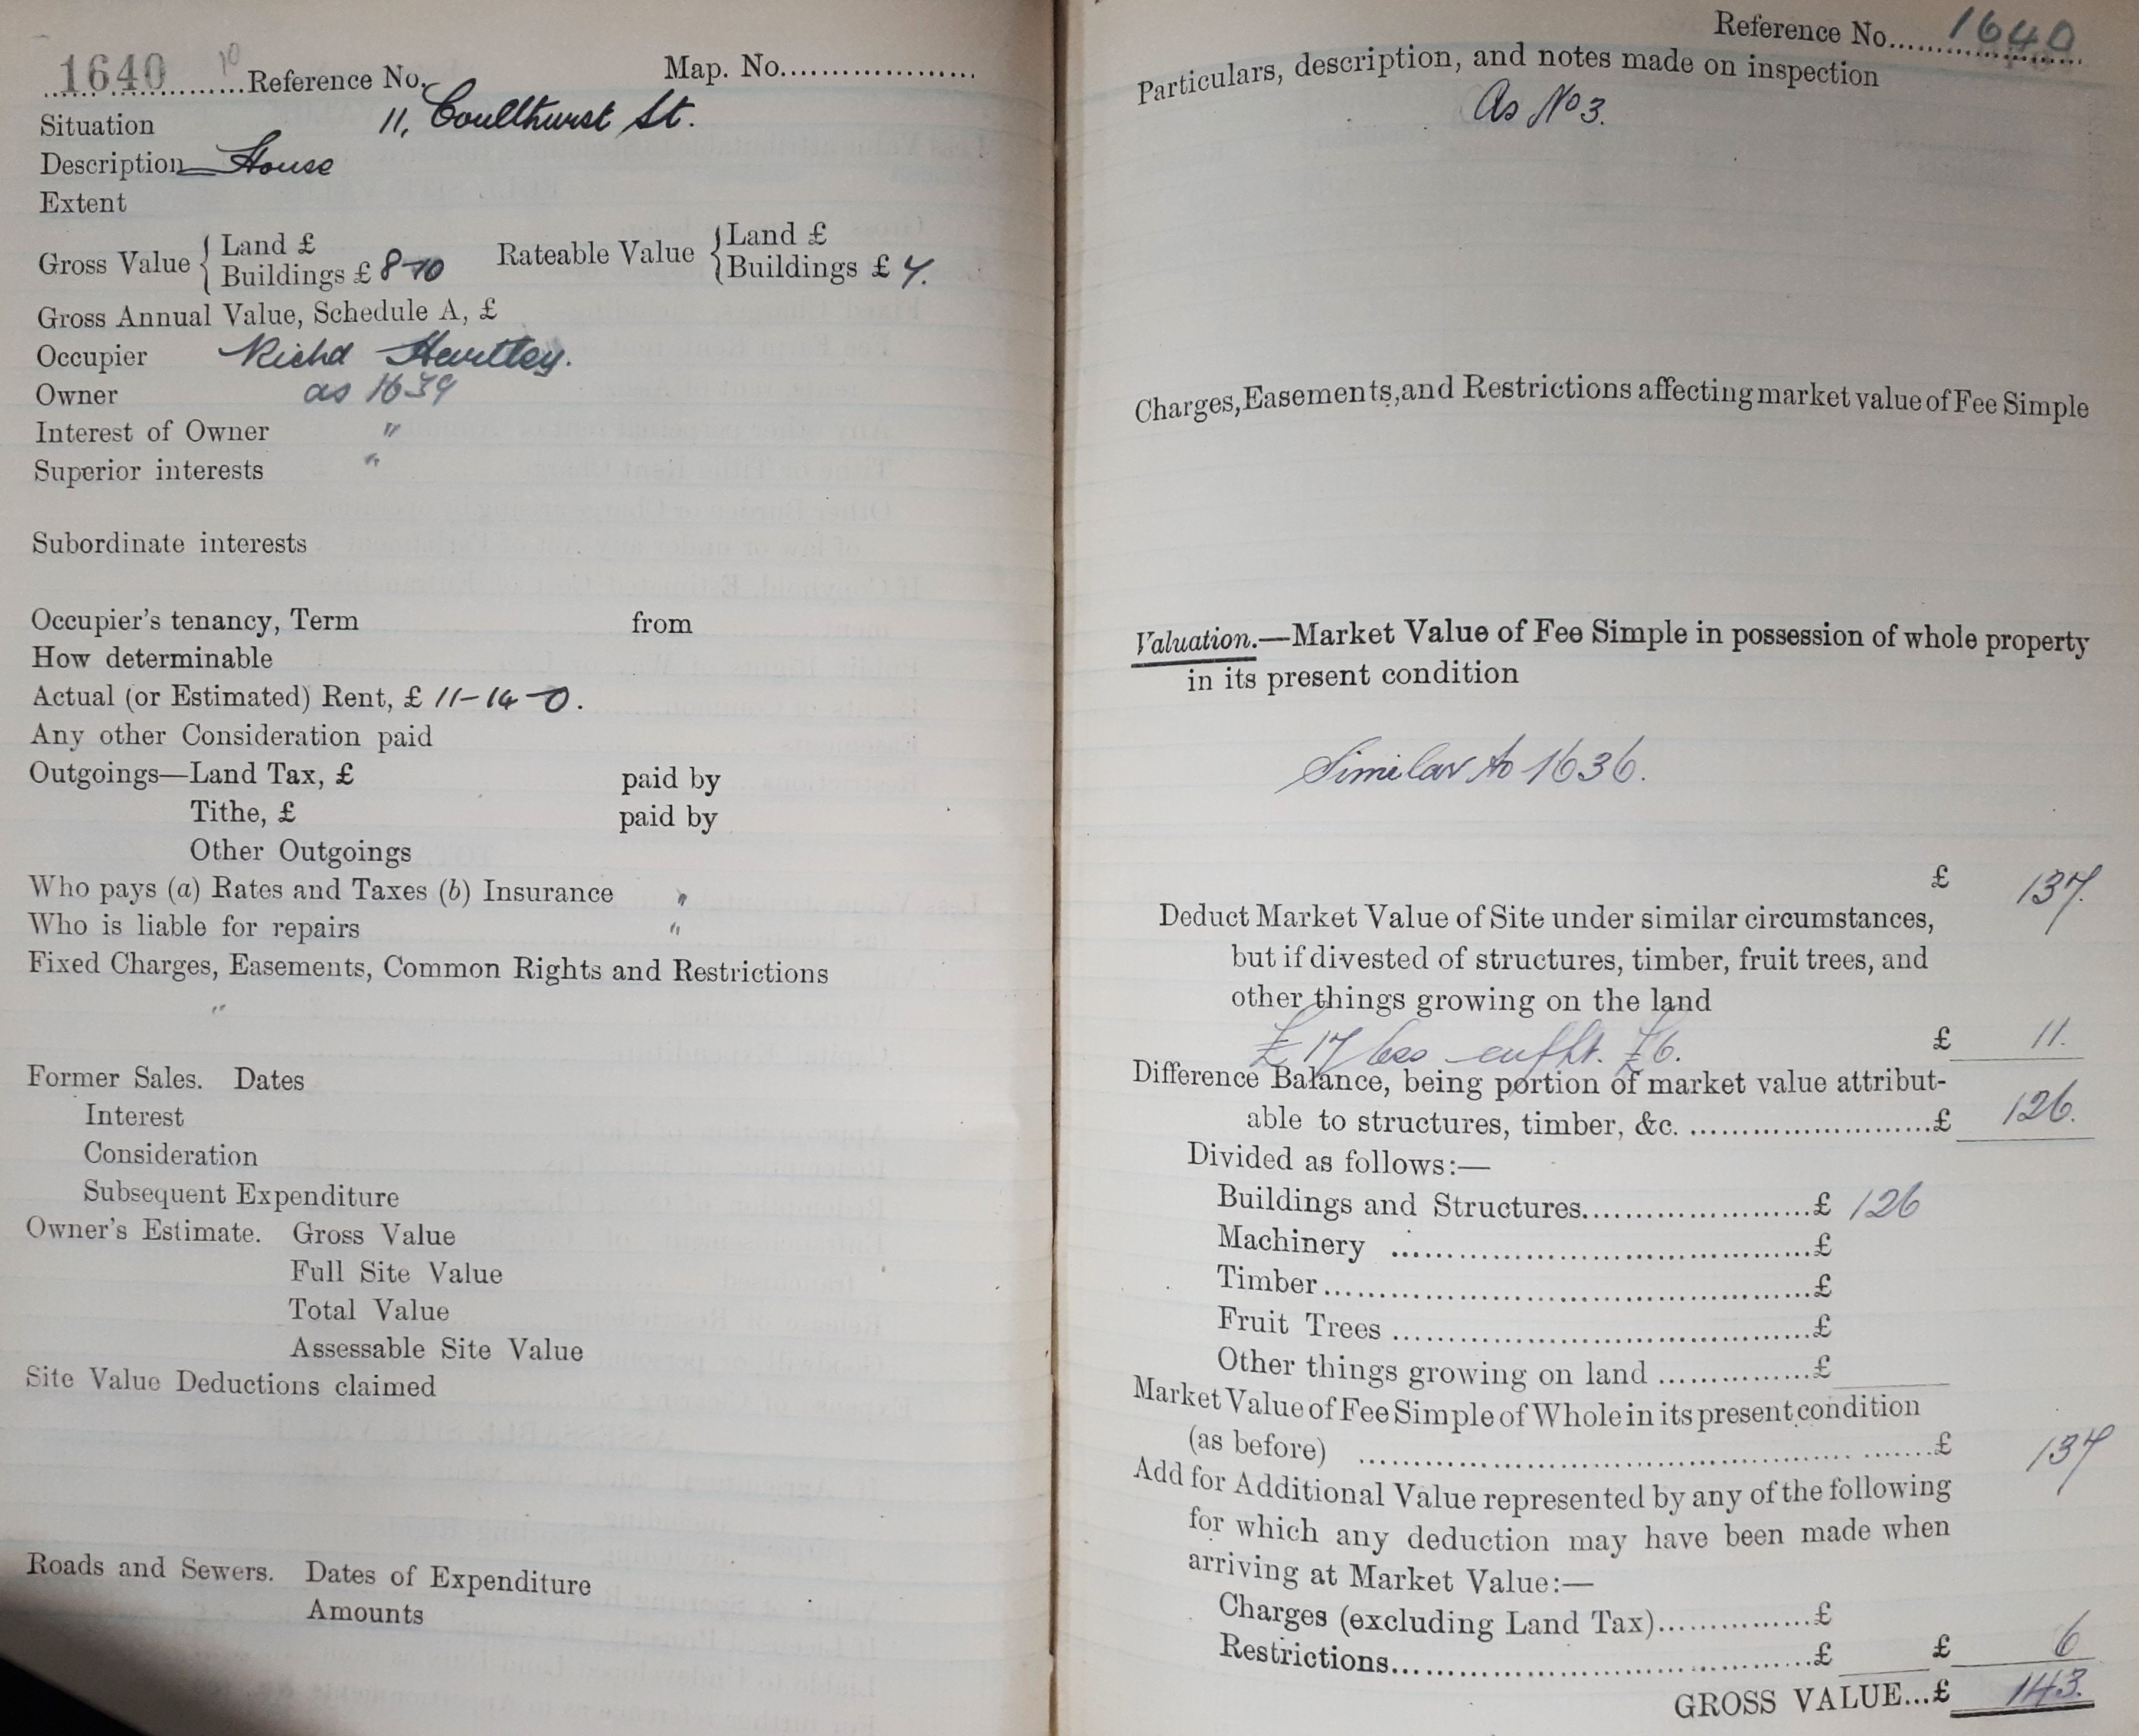 1640 10 Reference No. Map. No.
Situation 11, Coulthurst St.
Description House
Extent
Gross Value { Land £
Buildings £ 8-10
Rateable Value { Land £
Buildings £ 7.
Gross Annual Value, Schedule A, £
Occupier Richd Hartley.
Owner as 1639
Interest of Owner "
Superior interests "
Subordinate interests
Occupier's tenancy, Term from
How determinable
Actual (or Estimated) Rent, £ 11-14-0.
Any other Consideration paid
Outgoings—Land Tax, £ paid by
Tithe, £ paid by
Other Outgoings
Who pays (a) Rates and Taxes (b) Insurance "
Who is liable for repairs "
Fixed Charges, Easements, Common Rights and Restrictions
"
Former Sales. Dates
Interest
Consideration
Subsequent Expenditure
Owner's Estimate. Gross Value
Full Site Value
Total Value
Assessable Site Value
Site Value Deductions claimed
Roads and Sewers. Dates of Expenditure
Amounts
Reference No. 1640
Particulars, description, and notes made on inspection
As No 3.
Charges, Easements, and Restrictions affecting market value of Fee Simple
Valuation.—Market Value of Fee Simple in possession of whole property
in its present condition
Similar to 1636.
£ 137.
Deduct Market Value of Site under similar circumstances,
but if divested of structures, timber, fruit trees, and
other things growing on the land
£17 less £6. £ 11.
Difference Balance, being portion of market value attribut-
able to structures, timber, &c. £ 126.
Divided as follows:—
Buildings and Structures £ 126
Machinery £
Timber £
Fruit Trees £
Other things growing on land £
Market Value of Fee Simple of Whole in its present condition
(as before) £ 137
Add for Additional Value represented by any of the following
for which any deduction may have been made when
arriving at Market Value:—
Charges (excluding Land Tax) £
Restrictions £ £ 6
GROSS VALUE...£ 143.